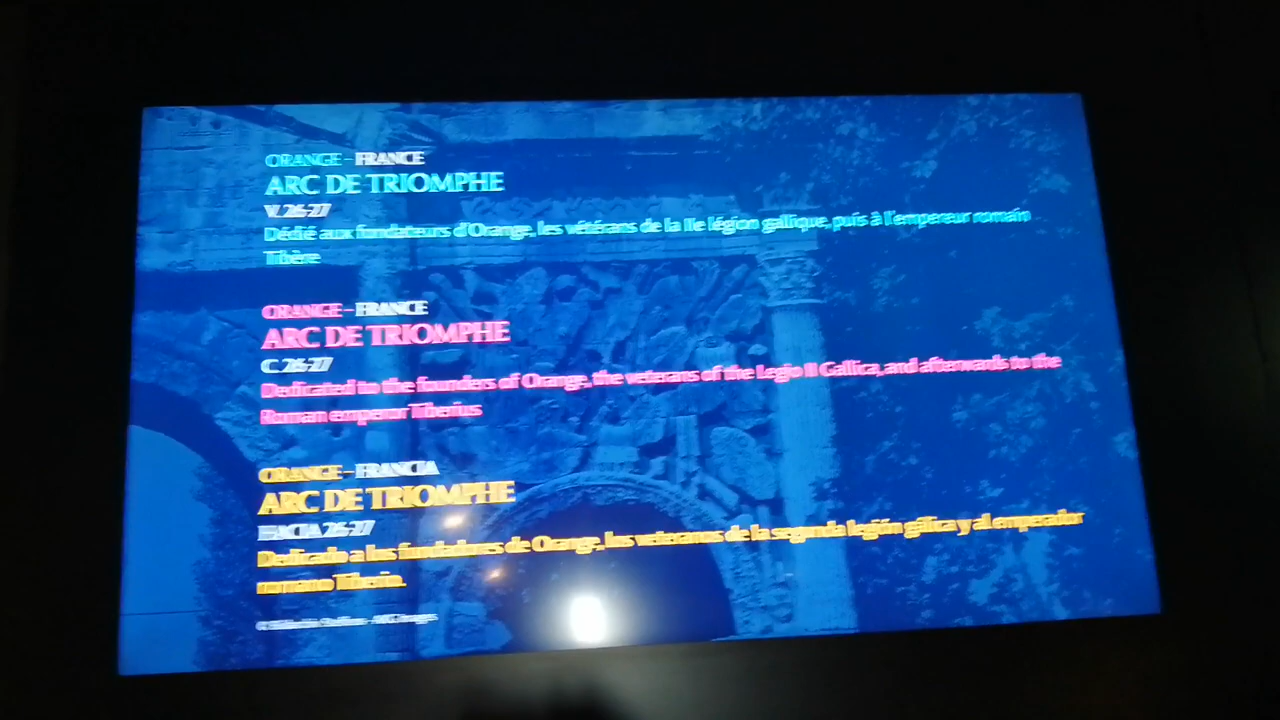 ORANGE - FRANCE
ARC DE TRIOMPHE
V. 26-27
Dédié aux fondateurs d'Orange, les vétérans de la IIe légion gallique, puis à l'empereur romain
Tibère
ORANGE - FRANCE
ARC DE TRIOMPHE
C. 26-27
Dedicated to the founders of Orange, the veterans of the Legio II Gallica, and afterwards to the
Roman emperor Tiberius
ORANGE - FRANCIA
ARC DE TRIOMPHE
HACIA 26-27
Dedicado a los fundadores de Orange, los veteranos de la segunda legión gálica y al emperador
romano Tiberio.